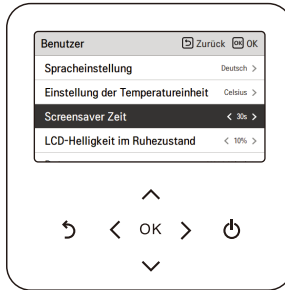 Benutzer Zurück OK OK
Spracheinstellung Deutsch >
Einstellung der Temperatureinheit Celsius >
Screensaver Zeit < 30s >
LCD-Helligkeit im Ruhezustand < 10% >
OK